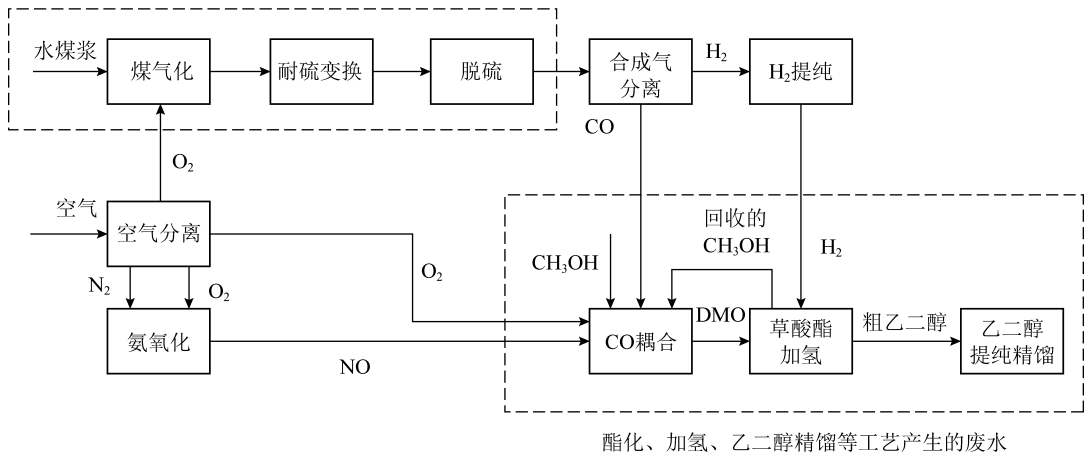 水煤浆
煤气化
耐硫变换
脱硫
合成气
分离
H₂
H₂提纯
CO
O₂
空气
空气分离
N₂
O₂
O₂
氨氧化
NO
CH₃OH
回收的
CH₃OH
H₂
CO耦合
DMO
草酸酯
加氢
粗乙二醇
乙二醇
提纯精馏
酯化、加氢、乙二醇精馏等工艺产生的废水